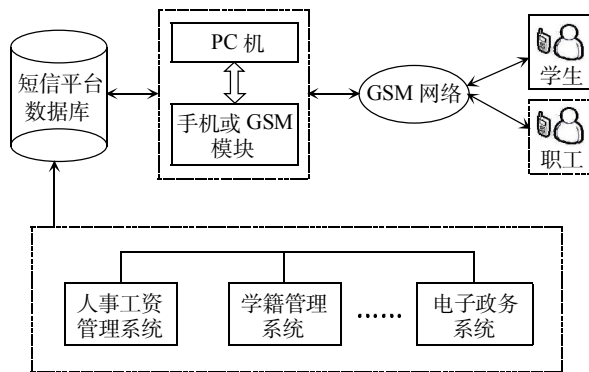 短信平台
数据库
PC 机
手机或 GSM
模块
GSM 网络
学生
职工
人事工资
管理系统
学籍管理
系统
……
电子政务
系统